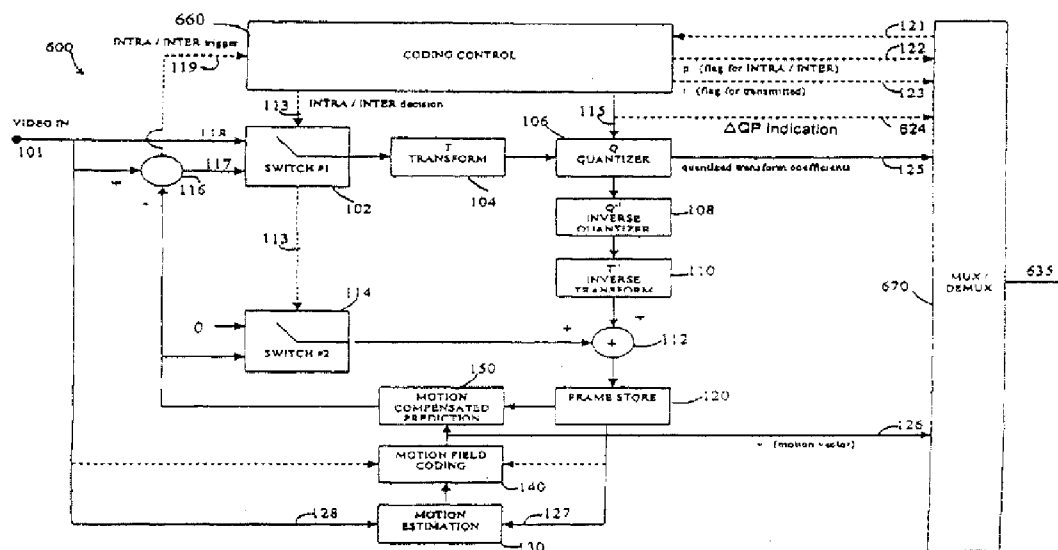 660
CODING CONTROL
121
122
p (flag for INTRA / INTER)
(flag for transmitted)
123
600
INTRA / INTER trigger
119
113
INTRA / INTER decision
115
ΔQP Indication
624
VIDEO IN
101
118
117
116
+
-
SWITCH #1
102
T
TRANSFORM
104
106
Q
QUANTIZER
quantized transform coefficients
125
Q⁻¹
INVERSE
QUANTIZER
108
113
T⁻¹
INVERSE
TRANSFORM
110
670
MUX /
DEMUX
635
114
0
SWITCH #2
+
+
+
112
150
MOTION
COMPENSATED
PREDICTION
FRAME STORE
120
126
(motion vector)
MOTION FIELD
CODING
140
128
MOTION
ESTIMATION
127
130